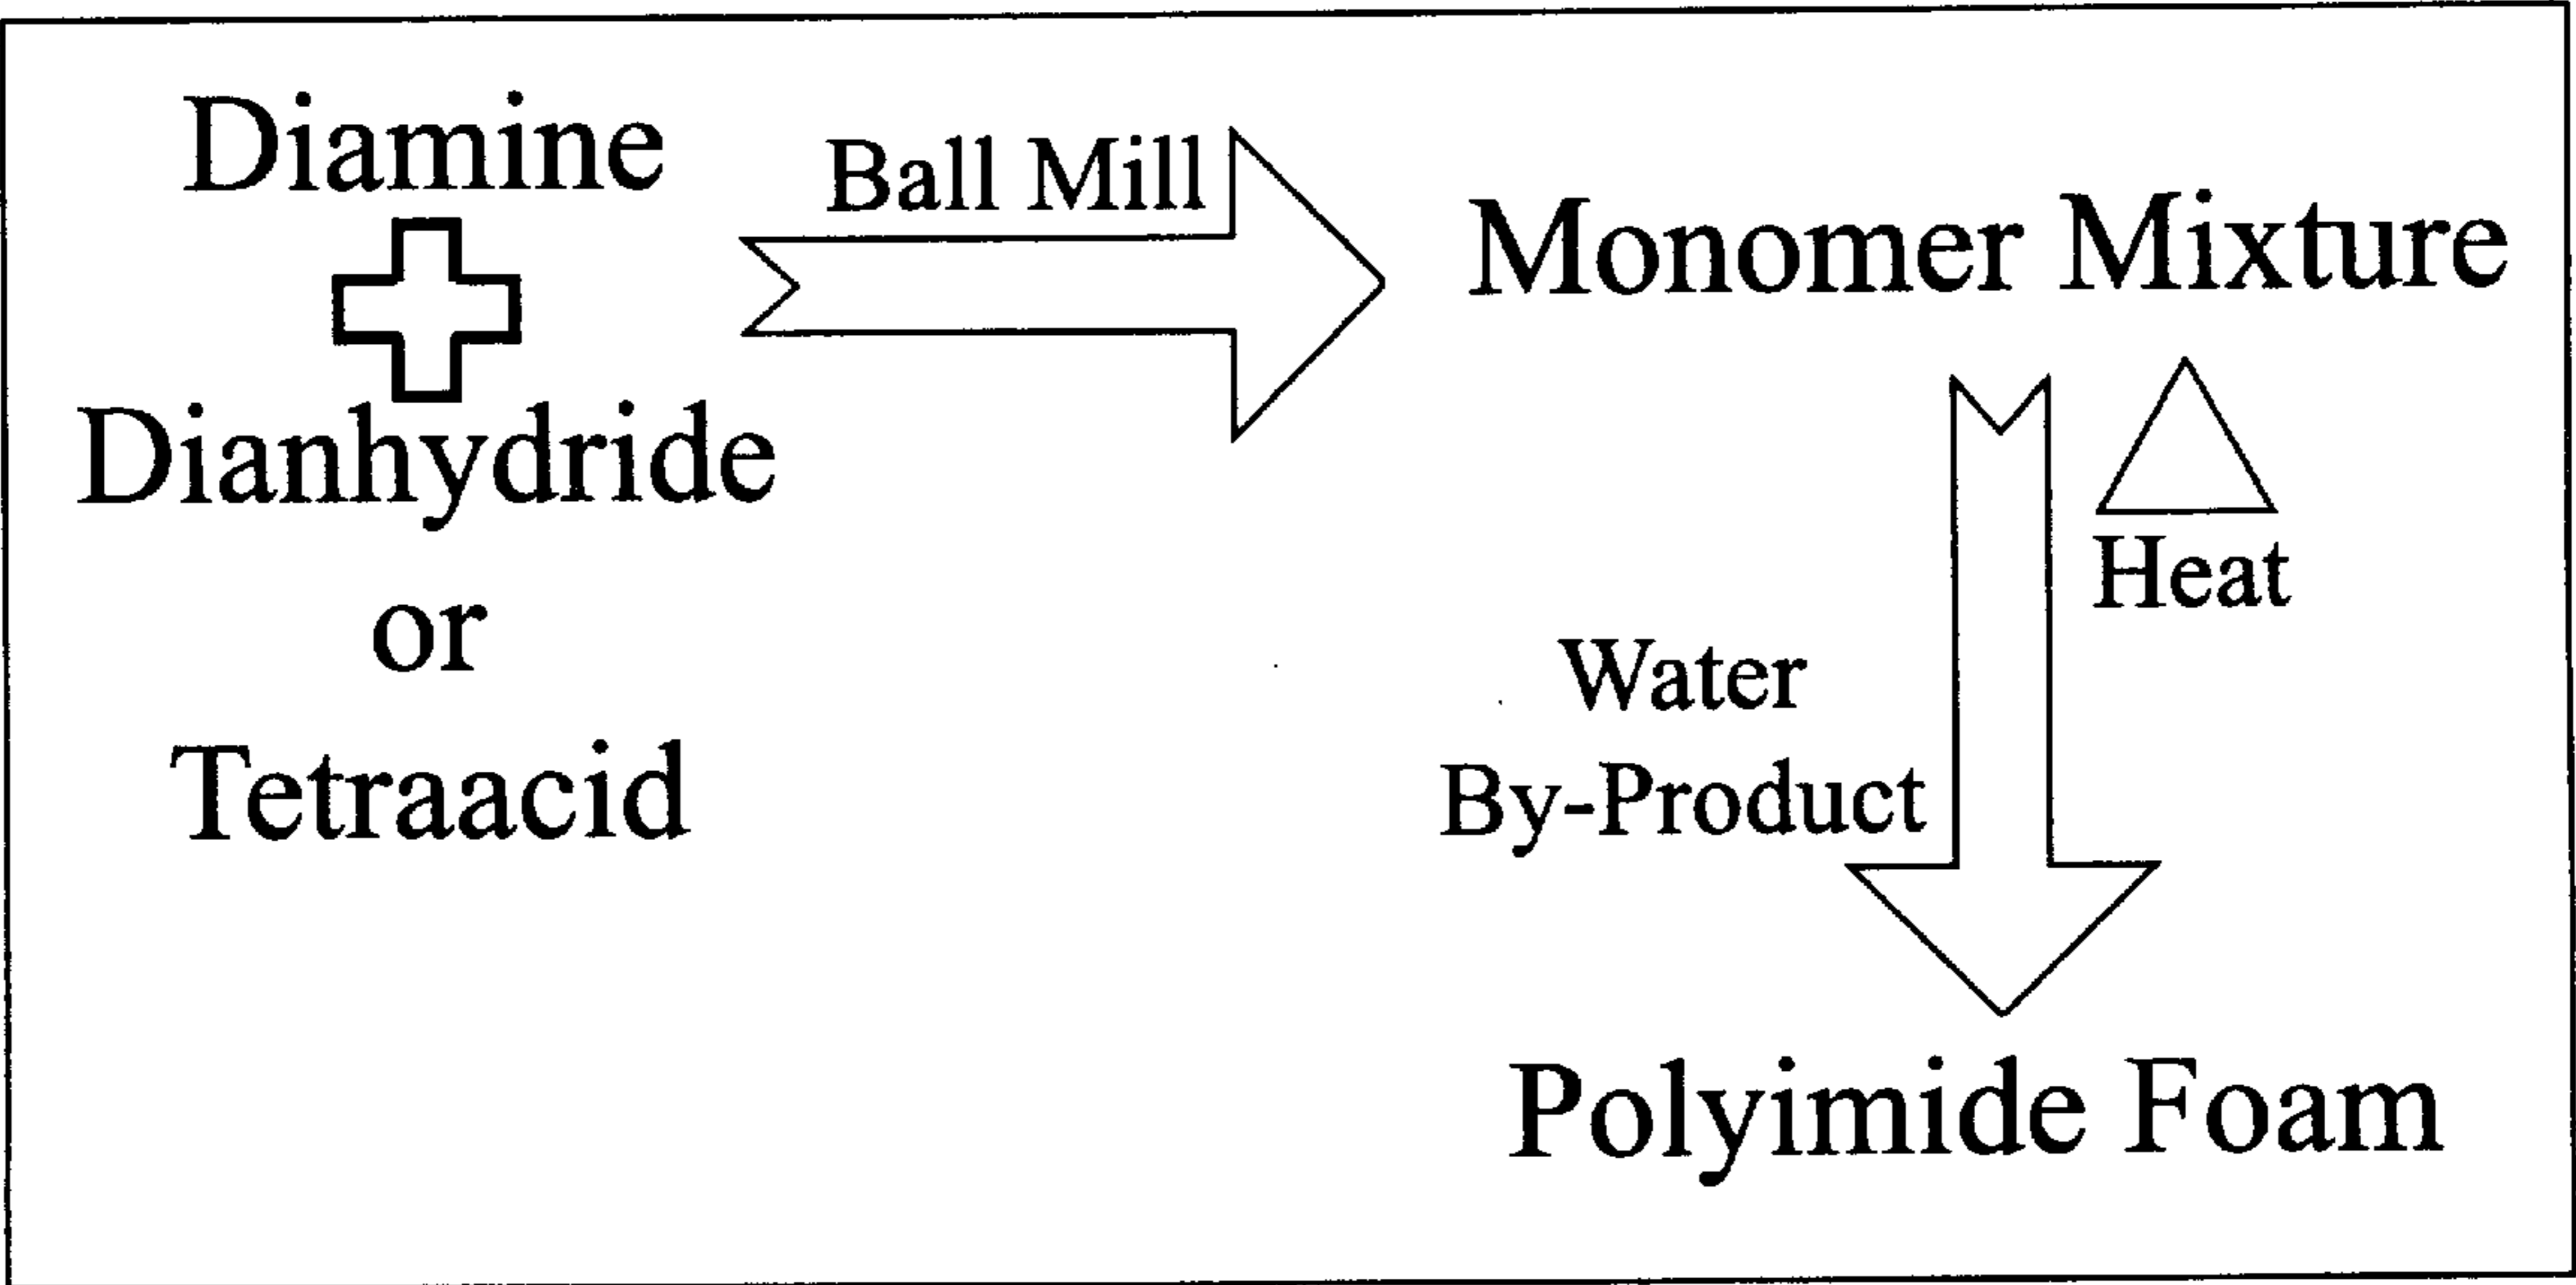 Diamine
Dianhydride
or
Tetraacid
Ball Mill
Monomer Mixture
Heat
Water
By-Product
Polyimide Foam